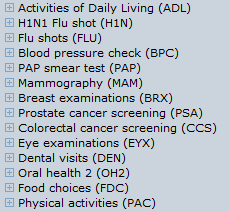 Activities of Daily Living (ADL)
H1N1 Flu shot (H1N)
Flu shots (FLU)
Blood pressure check (BPC)
PAP smear test (PAP)
Mammography (MAM)
Breast examinations (BRX)
Prostate cancer screening (PSA)
Colorectal cancer screening (CCS)
Eye examinations (EYX)
Dental visits (DEN)
Oral health 2 (OH2)
Food choices (FDC)
Physical activities (PAC)